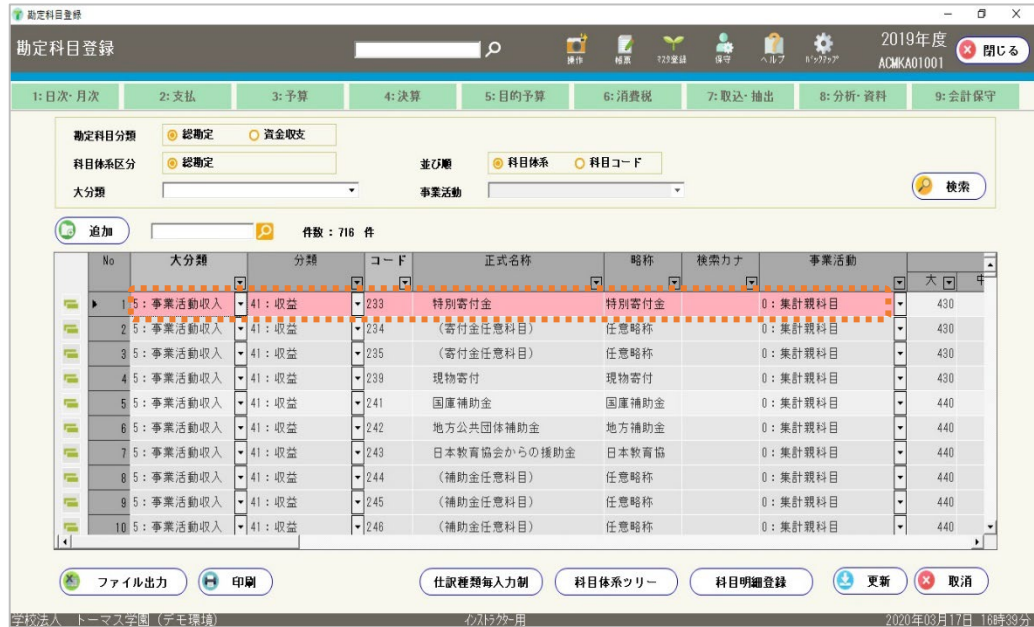 勘定科目登録
勘定科目登録
操作 帳票 マスタ登録 保守 ヘルプ バックアップ
2019年度
ACMKA01001
閉じる
1:日次・月次 2:支払 3:予算 4:決算 5:目的予算 6:消費税 7:取込・抽出 8:分析・資料 9:会計保守
勘定科目分類 総勘定 資金収支
科目体系区分 総勘定 並び順 科目体系 科目コード
大分類 事業活動 検索
追加 件数:716 件
No 大分類 分類 コード 正式名称 略称 検索カナ 事業活動
大 中
1 5:事業活動収入 41:収益 233 特別寄付金 特別寄付金 0:集計親科目 430
2 5:事業活動収入 41:収益 234 (寄付金任意科目) 任意略称 0:集計親科目 430
3 5:事業活動収入 41:収益 235 (寄付金任意科目) 任意略称 0:集計親科目 430
4 5:事業活動収入 41:収益 239 現物寄付 現物寄付 0:集計親科目 430
5 5:事業活動収入 41:収益 241 国庫補助金 国庫補助金 0:集計親科目 440
6 5:事業活動収入 41:収益 242 地方公共団体補助金 地方補助金 0:集計親科目 440
7 5:事業活動収入 41:収益 243 日本教育協会からの援助金 日本教育協 0:集計親科目 440
8 5:事業活動収入 41:収益 244 (補助金任意科目) 任意略称 0:集計親科目 440
9 5:事業活動収入 41:収益 245 (補助金任意科目) 任意略称 0:集計親科目 440
10 5:事業活動収入 41:収益 246 (補助金任意科目) 任意略称 0:集計親科目 440
ファイル出力 印刷 仕訳種類毎入力制 科目体系ツリー 科目明細登録 更新 取消
学校法人 トーマス学園(デモ環境) インストラクター用 2020年03月17日 16時39分